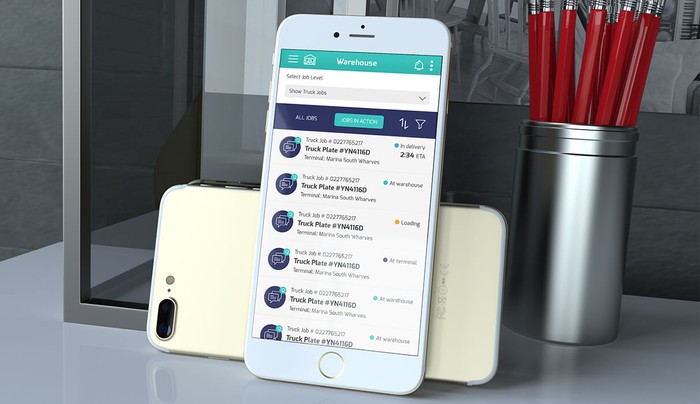 Warehouse
Select Job Level
Show Truck Jobs
ALL JOBS
JOBS IN ACTION
Truck Job # 0227765217
In delivery
Truck Plate #YN4116D
2:34 ETA
Terminal: Marina South Wharves
Truck Job # 0227765217
At warehouse
Truck Plate #YN4116D
Terminal: Marina South Wharves
Truck Job # 0227765217
Truck Plate #YN4116D
Loading
Terminal: Marina South Wharves
Truck Job # 0227765217
Truck Plate #YN4116D
At terminal
Terminal: Marina South Wharves
Truck Job # 0227765217
Truck Plate #YN4116D
At warehouse
Terminal: Marina South Wharves
Truck Job # 0227765217
Truck Plate #YN4116D
At warehouse